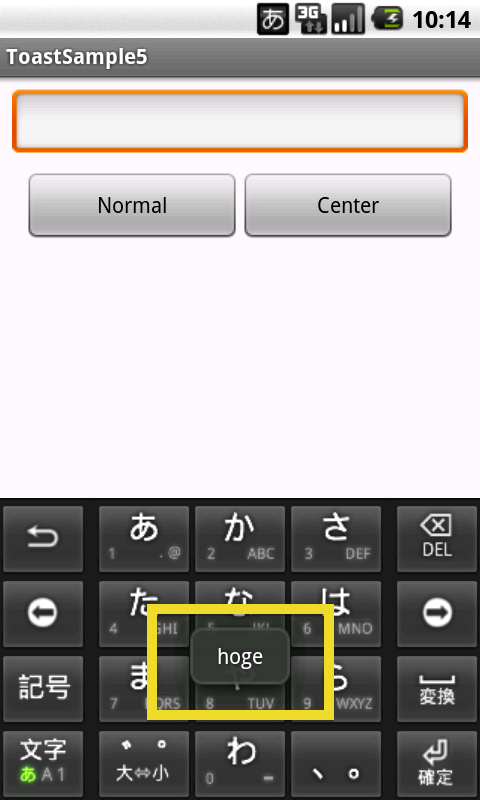 あ 3G 10:14
ToastSample5
Normal Center
あ か さ DEL
1 .@ 2 ABC 3 DEF
た な は
4 GHI 5 JKL 6 MNO
hoge
記号 ま ら 変換
7 PQRS 8 TUV 9 WXYZ
文字 ゛゜ わ 、。
あA1 大⇔小 0 ー 確定